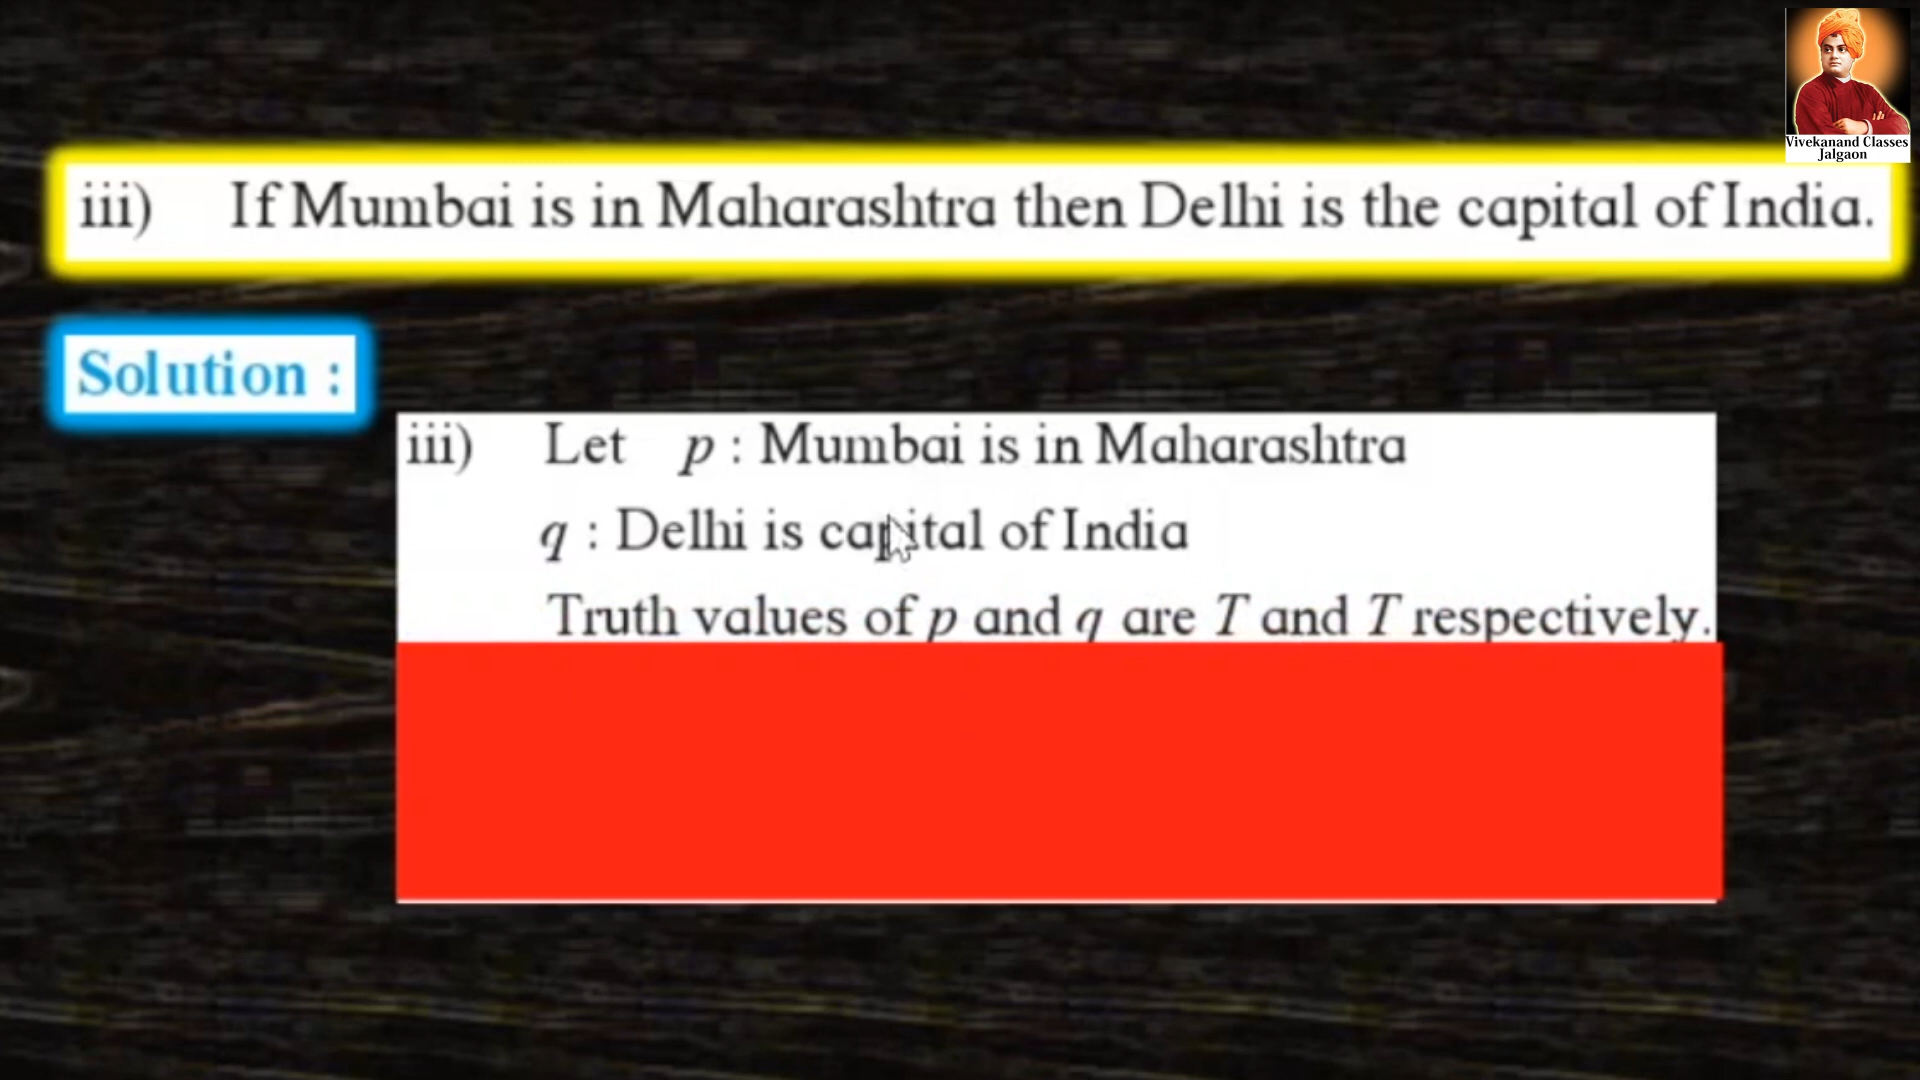 Vivekanand Classes
Jalgaon
iii) If Mumbai is in Maharashtra then Delhi is the capital of India.
Solution :
iii) Let p : Mumbai is in Maharashtra
q : Delhi is capital of India
Truth values of p and q are T and T respectively.